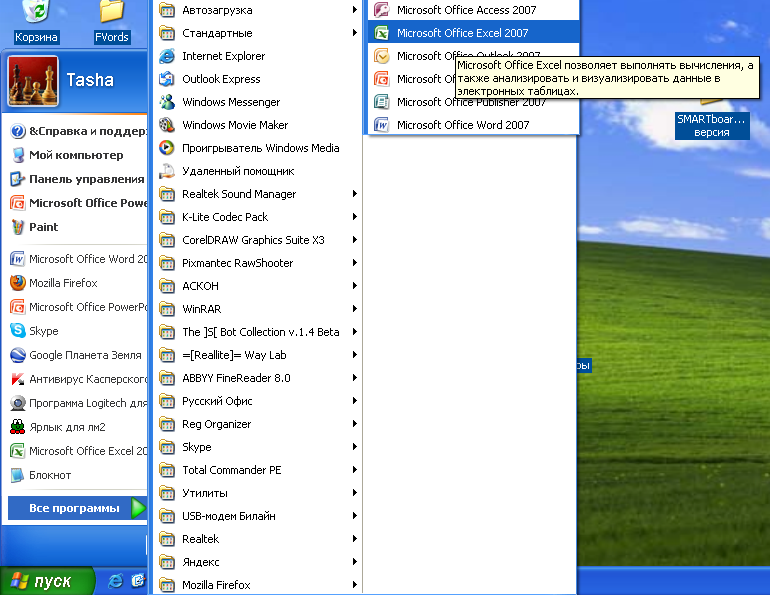 Корзина
FVords
Tasha
&Справка и поддер
Мой компьютер
Панель управления
Microsoft Office Powe
Paint
Microsoft Office Word 20
Mozilla Firefox
Microsoft Office PowerPo
Skype
Google Планета Земля
Антивирус Касперского
Программа Logitech для
Ярлык для лм2
Microsoft Office Excel 20
Блокнот
Все программы
пуск
Автозагрузка
Стандартные
Internet Explorer
Outlook Express
Windows Messenger
Windows Movie Maker
Проигрыватель Windows Media
Удаленный помощник
Realtek Sound Manager
K-Lite Codec Pack
CorelDRAW Graphics Suite X3
Pixmantec RawShooter
АСКОН
WinRAR
The ]S[ Bot Collection v.1.4 Beta
=[Reallite]= Way Lab
ABBYY FineReader 8.0
Русский Офис
Reg Organizer
Skype
Total Commander PE
Утилиты
USB-модем Билайн
Realtek
Яндекс
Mozilla Firefox
Microsoft Office Access 2007
Microsoft Office Excel 2007
Microsoft Office Outlook 2007
Microsoft Of
Microsoft Office Publisher 2007
Microsoft Office Word 2007
Microsoft Office Excel позволяет выполнять вычисления, а
также анализировать и визуализировать данные в
электронных таблицах.
SMARTboar...
версия
ры